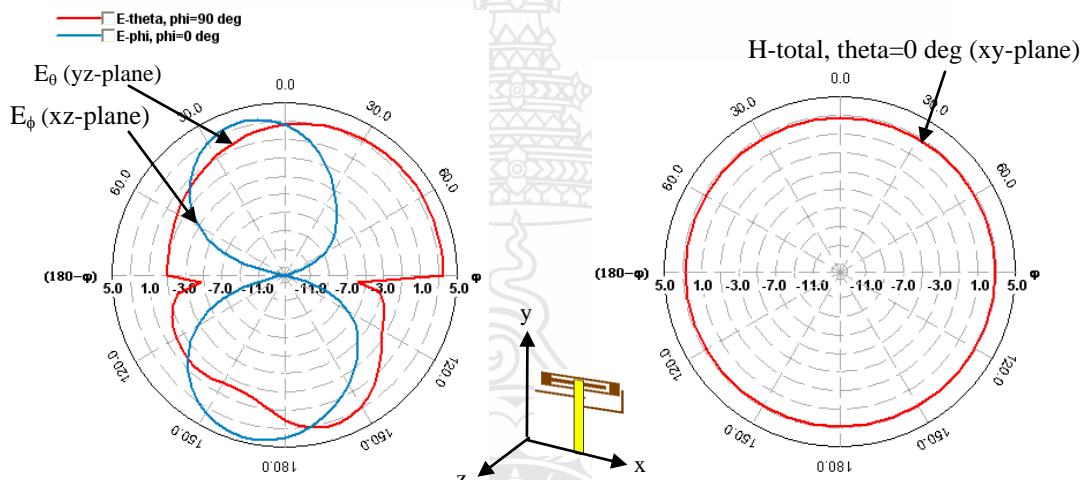 E-theta, phi=90 deg
E-phi, phi=0 deg
Eθ (yz-plane)
Eϕ (xz-plane)
0.0
30.0
30.0
60.0
60.0
(180-φ)
φ
5.0 1.0 -3.0 -7.0 -11.0 -11.0 -7.0 -3.0 1.0 5.0
120.0
120.0
150.0
150.0
180.0
H-total, theta=0 deg (xy-plane)
0.0
30.0
30.0
60.0
60.0
(180-φ)
φ
5.0 1.0 -3.0 -7.0 -11.0 -11.0 -7.0 -3.0 1.0 5.0
120.0
120.0
150.0
150.0
180.0
y
x
z